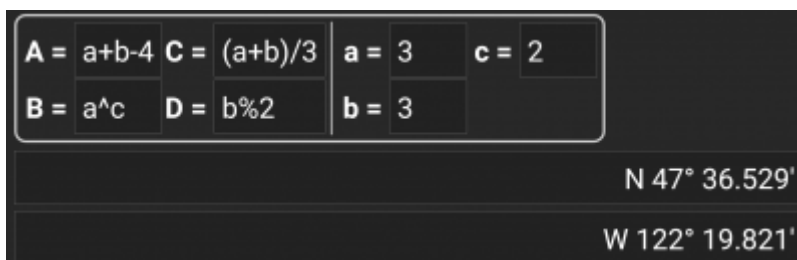 A = a+b-4 C = (a+b)/3 a = 3 c = 2
B = a^c D = b%2 b = 3
N 47° 36.529'
W 122° 19.821'